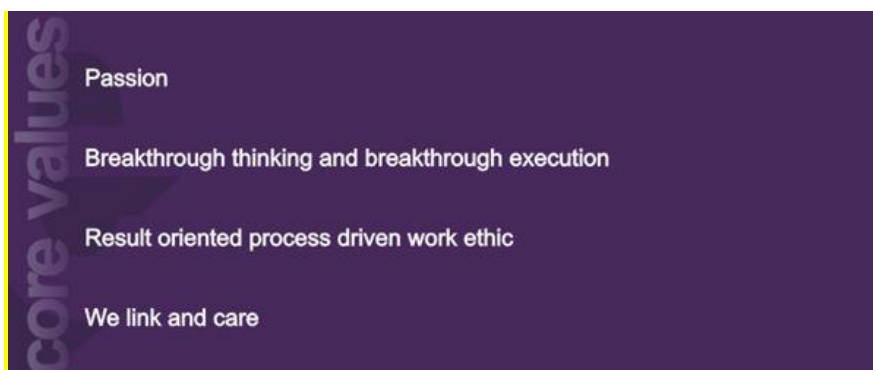 core values
Passion
Breakthrough thinking and breakthrough execution
Result oriented process driven work ethic
We link and care